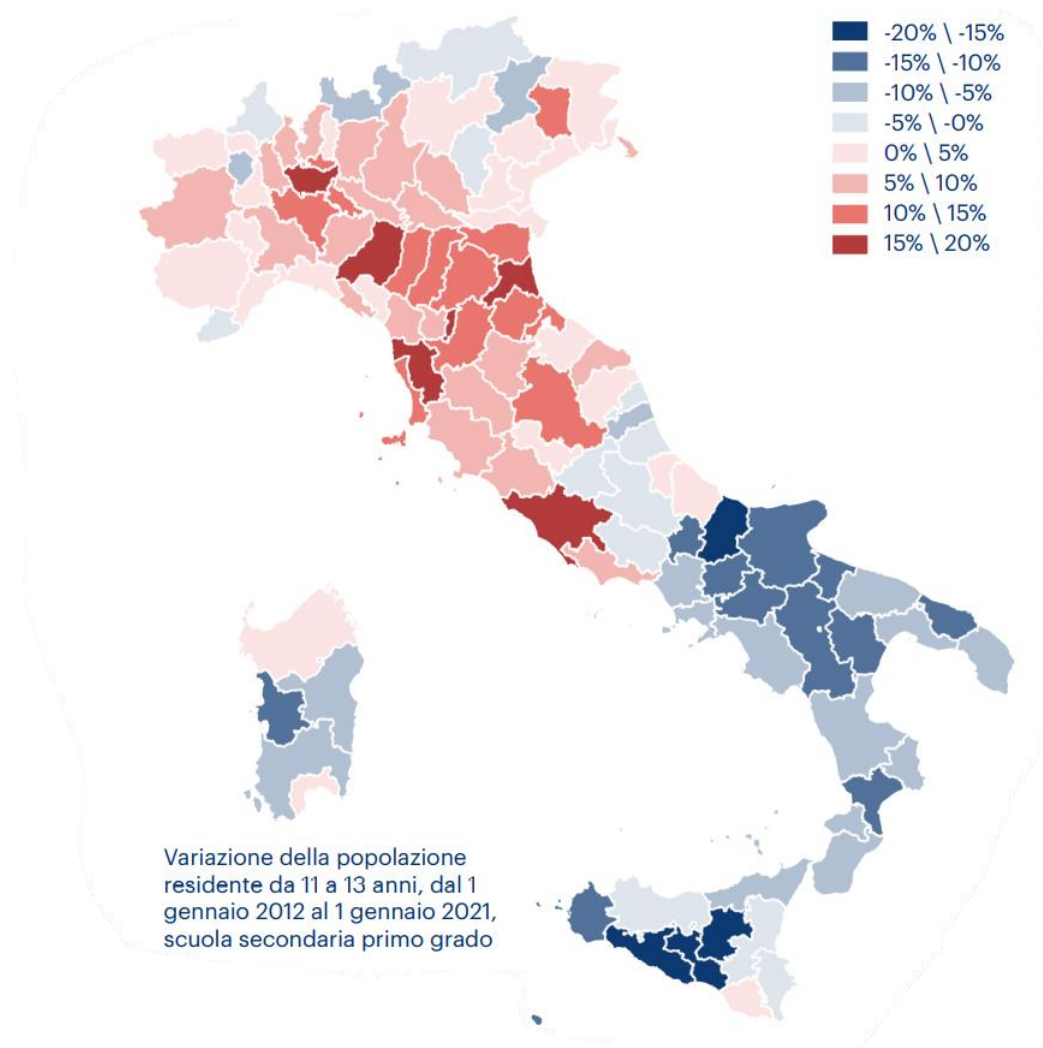 -20% \ -15%
-15% \ -10%
-10% \ -5%
-5% \ -0%
0% \ 5%
5% \ 10%
10% \ 15%
15% \ 20%
Variazione della popolazione
residente da 11 a 13 anni, dal 1
gennaio 2012 al 1 gennaio 2021,
scuola secondaria primo grado